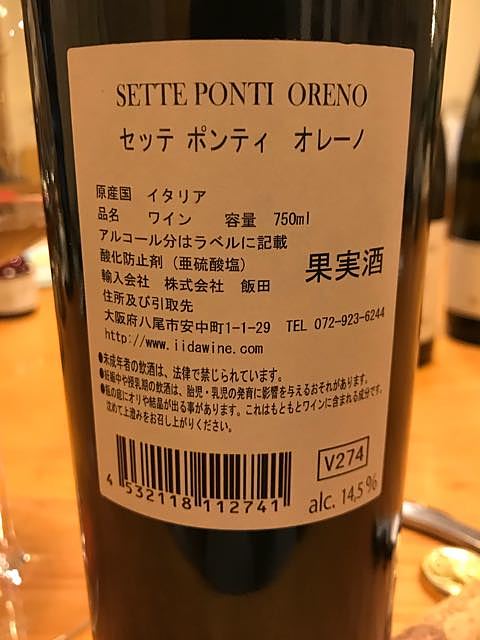 SETTE PONTI ORENO
セッテ ポンティ オレーノ
原産国 イタリア
品名 ワイン 容量 750ml
アルコール分はラベルに記載
酸化防止剤(亜硫酸塩)
果実酒
輸入会社 株式会社 飯田
住所及び引取先
大阪府八尾市安中町1-1-29 TEL 072-923-6244
http://www.iidawine.com
●未成年者の飲酒は、法律で禁じられています。
●妊娠中や授乳期の飲酒は、胎児・乳児の発育に影響を与えるおそれがあります。
●瓶の底にオリや結晶が出る事があります。これはもともとワインに含まれる成分です。
沈めて上澄みをお召し上がりください。
V274
4 532118 112741
alc. 14,5%